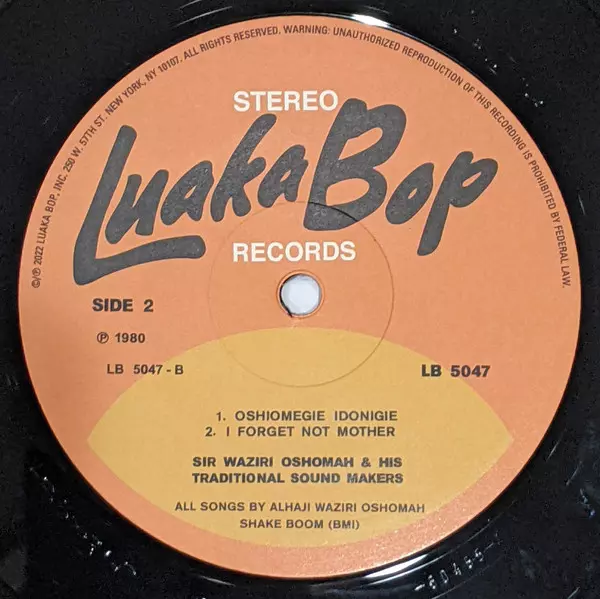 ©/℗ 2022 LUAKA BOP, INC. 250 W. 57TH ST. NEW YORK, NY 10107. ALL RIGHTS RESERVED. WARNING: UNAUTHORIZED REPRODUCTION OF THIS RECORDING IS PROHIBITED BY FEDERAL LAW.
STEREO
Luaka Bop
RECORDS
SIDE 2
℗ 1980
LB 5047-B
LB 5047
1. OSHIOMEGIE IDONIGIE
2. I FORGET NOT MOTHER
SIR WAZIRI OSHOMAH & HIS
TRADITIONAL SOUND MAKERS
ALL SONGS BY ALHAJI WAZIRI OSHOMAH
SHAKE BOOM (BMI)